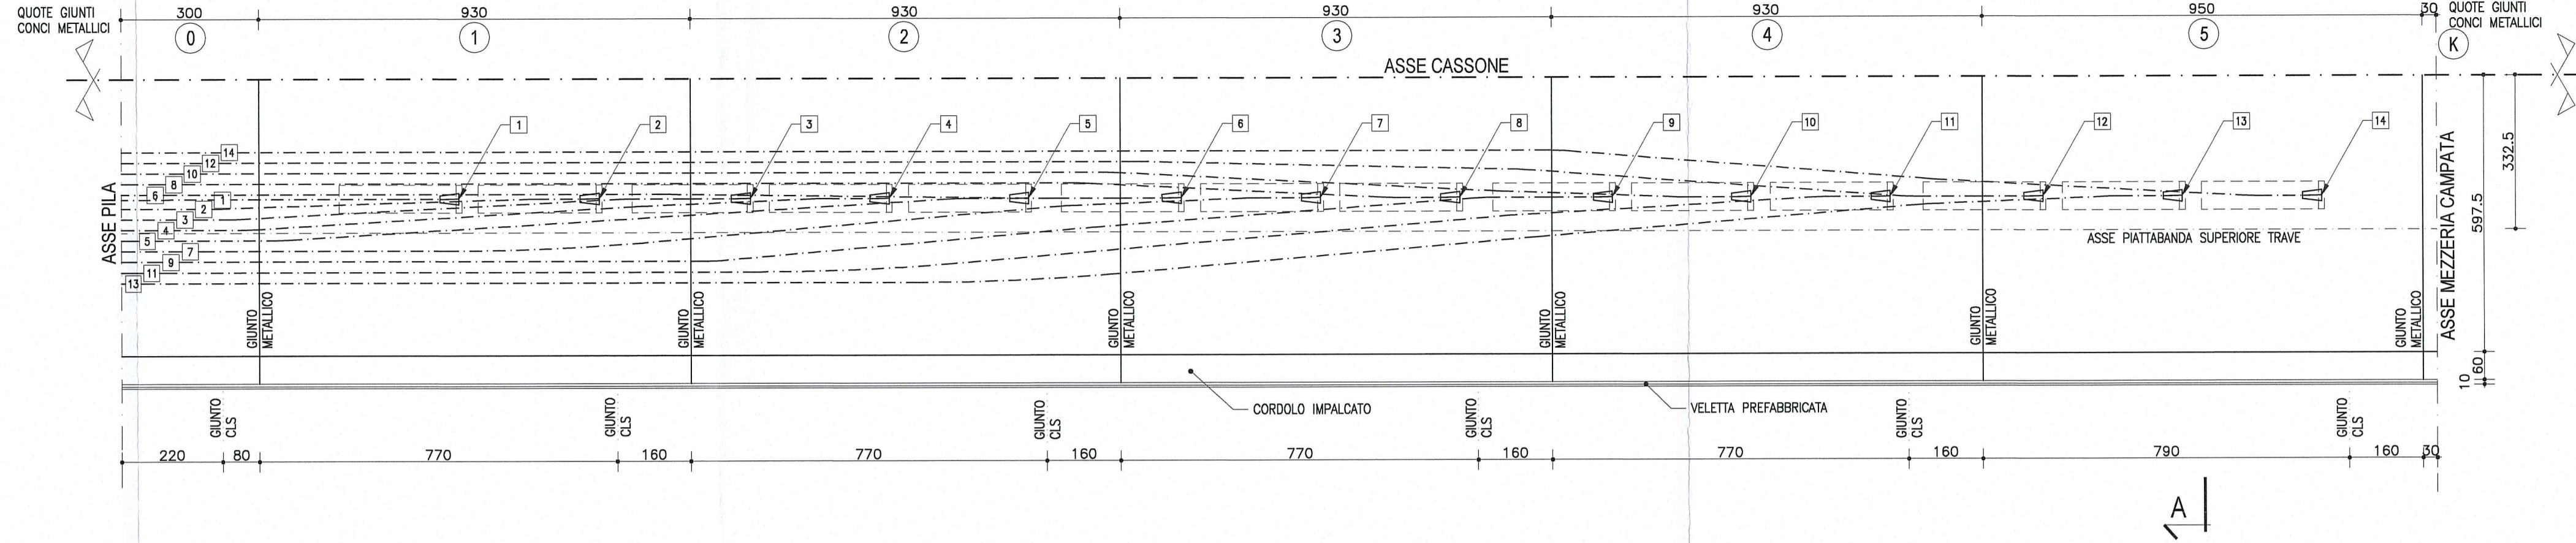 QUOTE GIUNTI
CONCI METALLICI
300
930
930
930
930
950
30
QUOTE GIUNTI
CONCI METALLICI
0
1
2
3
4
5
K
ASSE CASSONE
1
2
3
4
5
6
7
8
9
10
11
12
13
14
14
12
10
8
6
1
2
3
4
5
7
9
11
13
ASSE PILA
ASSE PIATTABANDA SUPERIORE TRAVE
ASSE MEZZERIA CAMPATA
332.5
597.5
60
10
GIUNTO
METALLICO
GIUNTO
METALLICO
GIUNTO
METALLICO
GIUNTO
METALLICO
GIUNTO
METALLICO
GIUNTO
METALLICO
CORDOLO IMPALCATO
VELETTA PREFABBRICATA
GIUNTO
CLS
GIUNTO
CLS
GIUNTO
CLS
GIUNTO
CLS
GIUNTO
CLS
GIUNTO
CLS
220
80
770
160
770
160
770
160
770
160
790
160
30
A